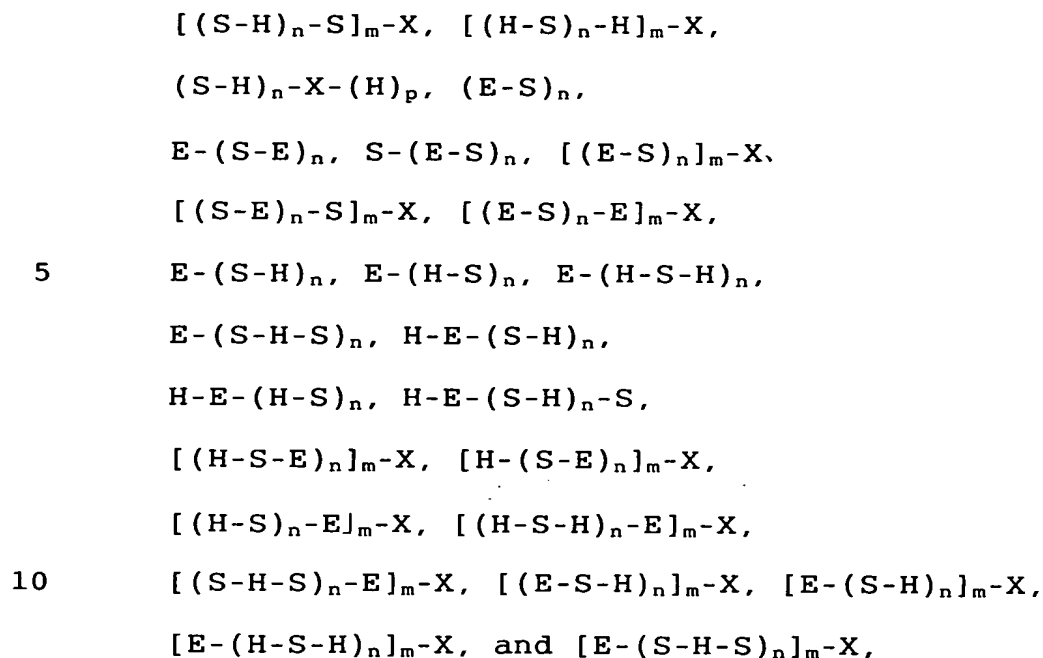 [(S-H)n-S]m-X, [(H-S)n-H]m-X,
(S-H)n-X-(H)p, (E-S)n,
E-(S-E)n, S-(E-S)n, [(E-S)n]m-X、
[(S-E)n-S]m-X, [(E-S)n-E]m-X,
5 E-(S-H)n, E-(H-S)n, E-(H-S-H)n,
E-(S-H-S)n, H-E-(S-H)n,
H-E-(H-S)n, H-E-(S-H)n-S,
[(H-S-E)n]m-X, [H-(S-E)n]m-X,
[(H-S)n-E⌋m-X, [(H-S-H)n-E]m-X,
10 [(S-H-S)n-E]m-X, [(E-S-H)n]m-X, [E-(S-H)n]m-X,
[E-(H-S-H)n]m-X, and [E-(S-H-S)n]m-X,